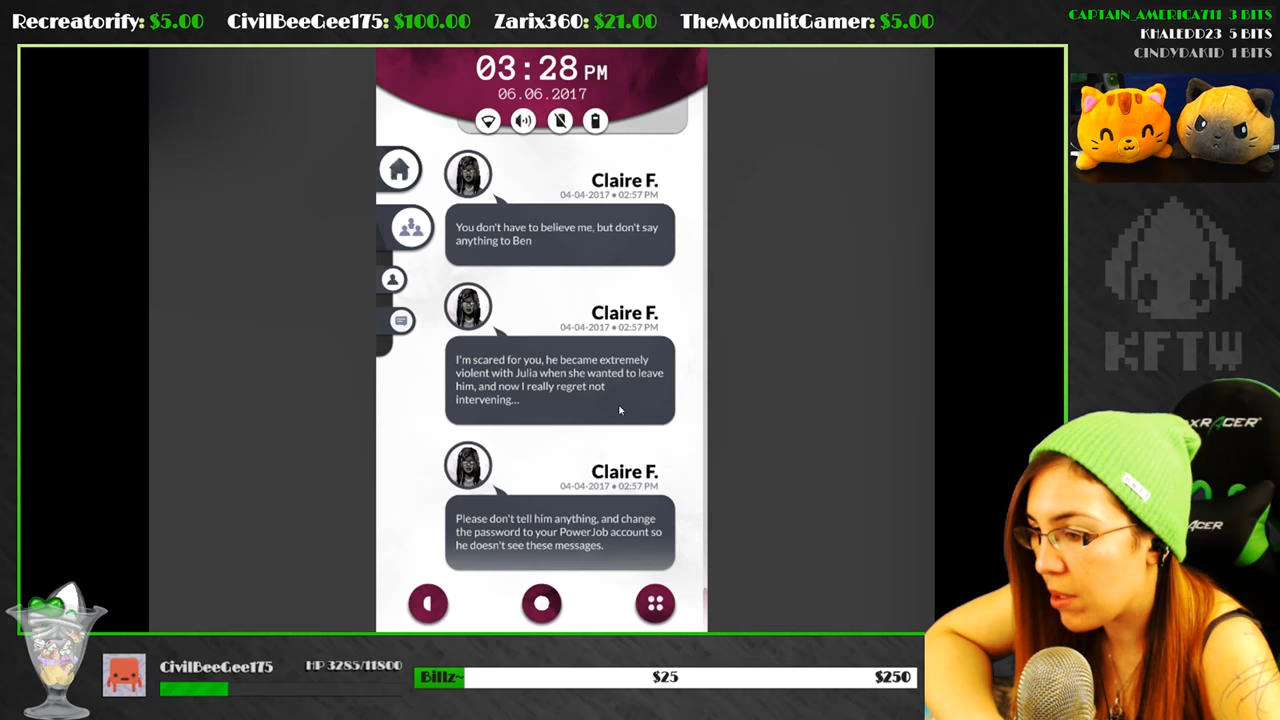 Recreatorify: $5.00 CivilBeeGee175: $100.00 Zarix360: $21.00 TheMoonlitGamer: $5.00
CAPTAIN_AMERICA711 3 BITS
KHALEDD23 5 BITS
CINDYDAKID 1 BITS
03:28 PM
06.06.2017
Claire F.
04-04-2017 • 02:57 PM
You don't have to believe me, but don't say
anything to Ben
Claire F.
04-04-2017 • 02:57 PM
I'm scared for you, he became extremely
violent with Julia when she wanted to leave
him, and now I really regret not
intervening...
Claire F.
04-04-2017 • 02:57 PM
Please don't tell him anything, and change
the password to your PowerJob account so
he doesn't see these messages.
KFTW
CivilBeeGee175 HP 3285/11800
Billz~ $25 $250